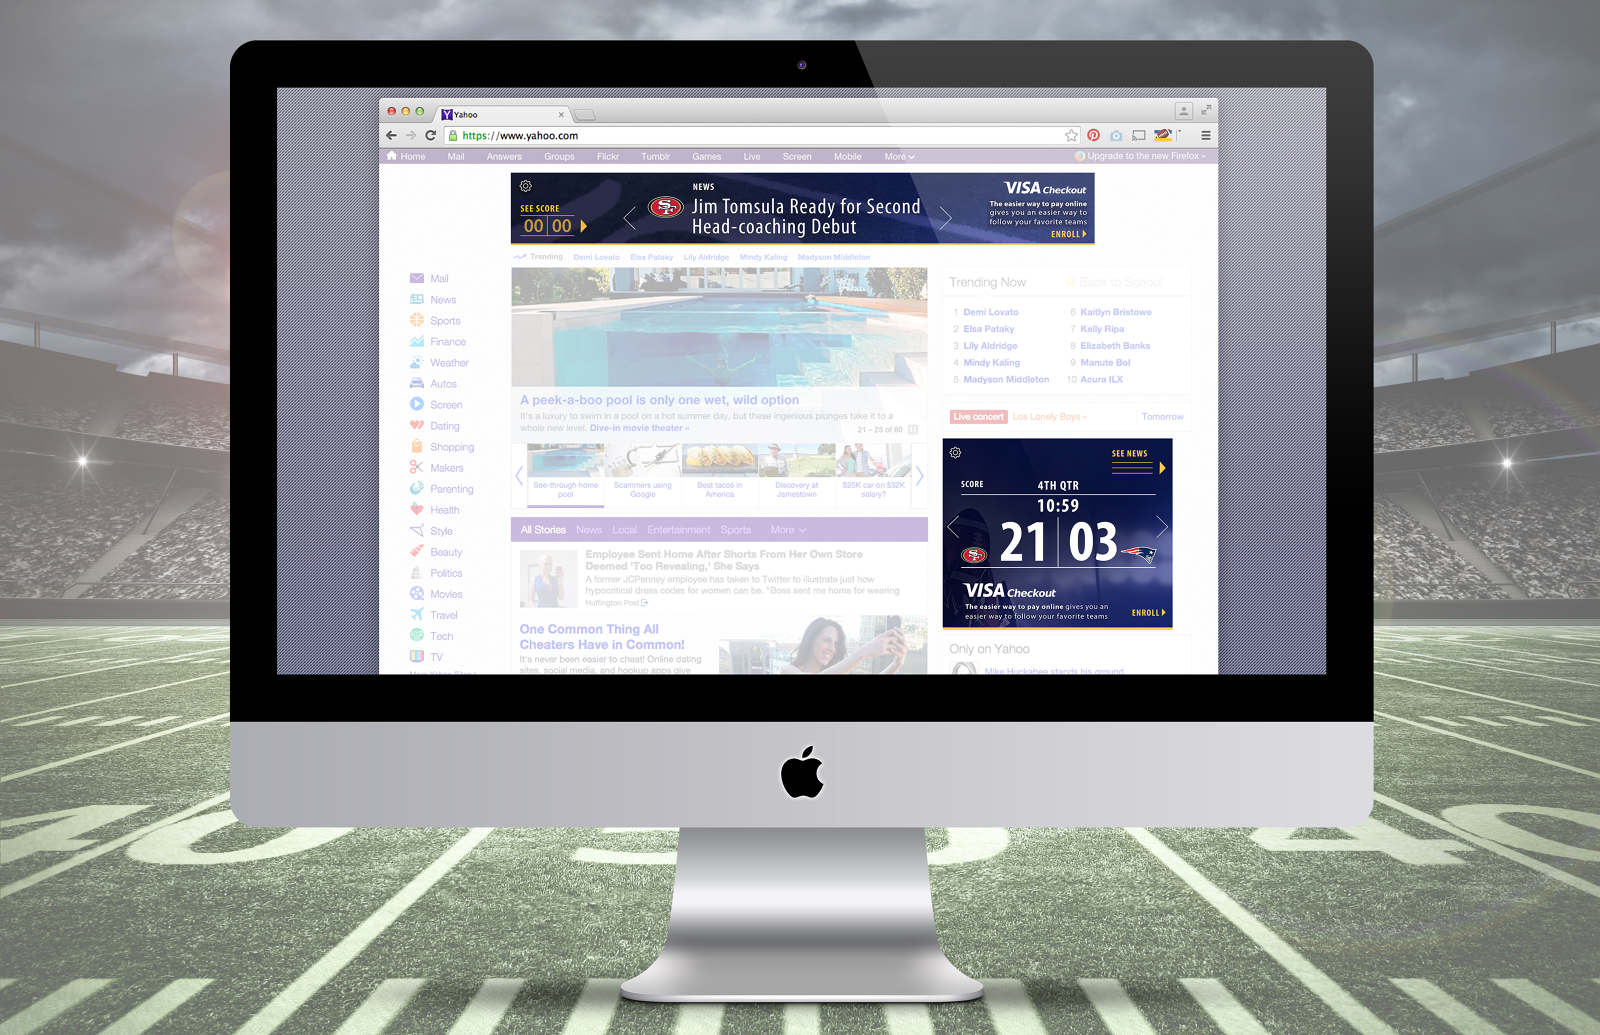 Yahoo
https://www.yahoo.com
Home Mail Answers Groups Flickr Tumblr Games Live Screen Mobile More
Upgrade to the new Firefox »
SEE SCORE
00 00
SF
NEWS
Jim Tomsula Ready for Second
Head-coaching Debut
VISA Checkout
The easier way to pay online
gives you an easier way to
follow your favorite teams
ENROLL
Trending Demi Lovato Elsa Pataky Lily Aldridge Mindy Kaling Madyson Middleton
Mail
News
Sports
Finance
Weather
Autos
Screen
Dating
Shopping
Makers
Parenting
Health
Style
Beauty
Politics
Movies
Travel
Tech
TV
A peek-a-boo pool is only one wet, wild option
It's a luxury to swim in a pool on a hot summer day, but these ingenious plunges take it to a
whole new level. Dive-in movie theater »
21 – 25 of 80
See-through home
pool
Scammers using
Google
Best tacos in
America
Discovery at
Jamestown
$25K car on $32K
salary?
All Stories News Local Entertainment Sports More
Employee Sent Home After Shorts From Her Own Store
Deemed 'Too Revealing,' She Says
A former JCPenney employee has taken to Twitter to illustrate just how
hypocritical dress codes for women can be. "Boss sent me home for wearing
Huffington Post
One Common Thing All
Cheaters Have in Common!
It's never been easier to cheat! Online dating
sites, social media, and hookup apps give
Trending Now
Back to School
1 Demi Lovato
2 Elsa Pataky
3 Lily Aldridge
4 Mindy Kaling
5 Madyson Middleton
6 Kaitlyn Bristowe
7 Kelly Ripa
8 Elizabeth Banks
9 Manute Bol
10 Acura ILX
Live concert Los Lonely Boys » Tomorrow
SEE NEWS
SCORE
4TH QTR
10:59
SF 21 03
VISA Checkout
The easier way to pay online gives you an
easier way to follow your favorite teams
ENROLL
Only on Yahoo
Mike Huckabee stands his ground